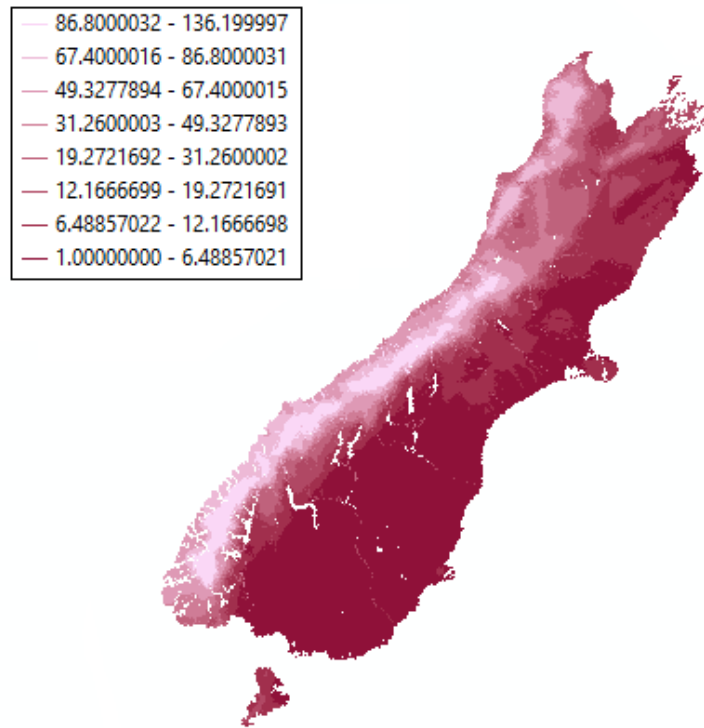 86.8000032 - 136.199997
67.4000016 - 86.8000031
49.3277894 - 67.4000015
31.2600003 - 49.3277893
19.2721692 - 31.2600002
12.1666699 - 19.2721691
6.48857022 - 12.1666698
1.00000000 - 6.48857021